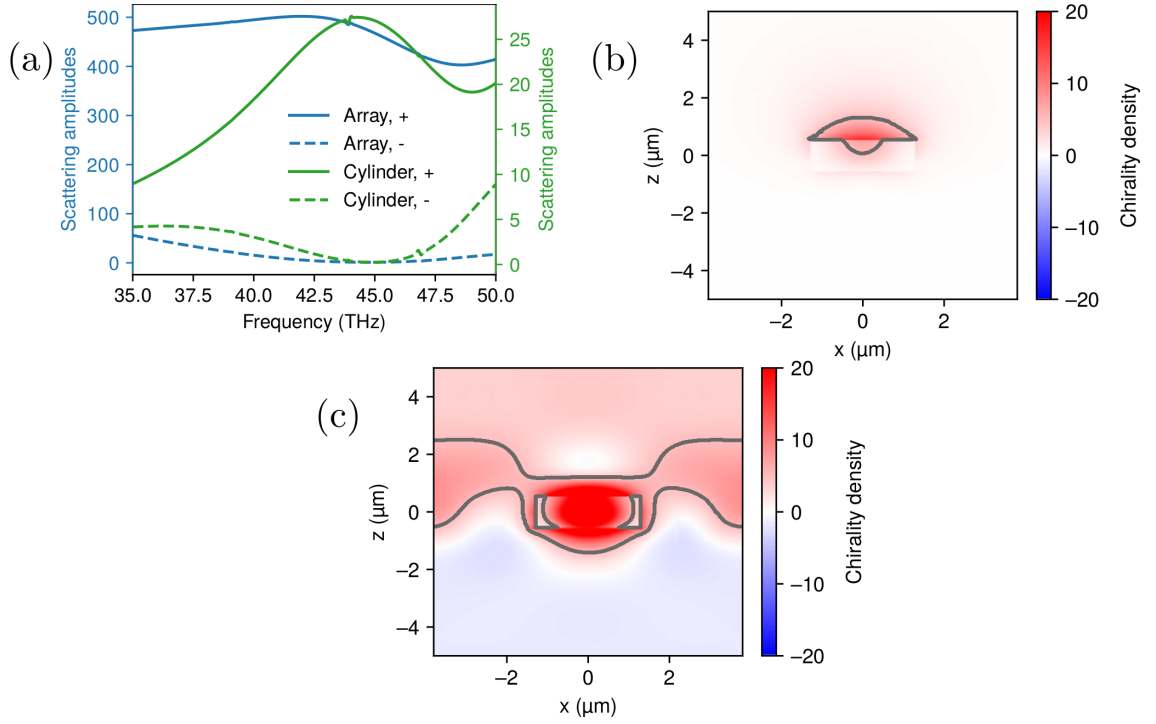 (a)
Scattering amplitudes
500
400
300
200
100
0
35.0 37.5 40.0 42.5 45.0 47.5 50.0
Frequency (THz)
Array, +
Array, -
Cylinder, +
Cylinder, -
25
20
15
10
5
0
Scattering amplitudes
(b)
z (μm)
4
2
0
−2
−4
−2 0 2
x (μm)
20
10
0
−10
−20
Chirality density
(c)
z (μm)
4
2
0
−2
−4
−2 0 2
x (μm)
20
10
0
−10
−20
Chirality density